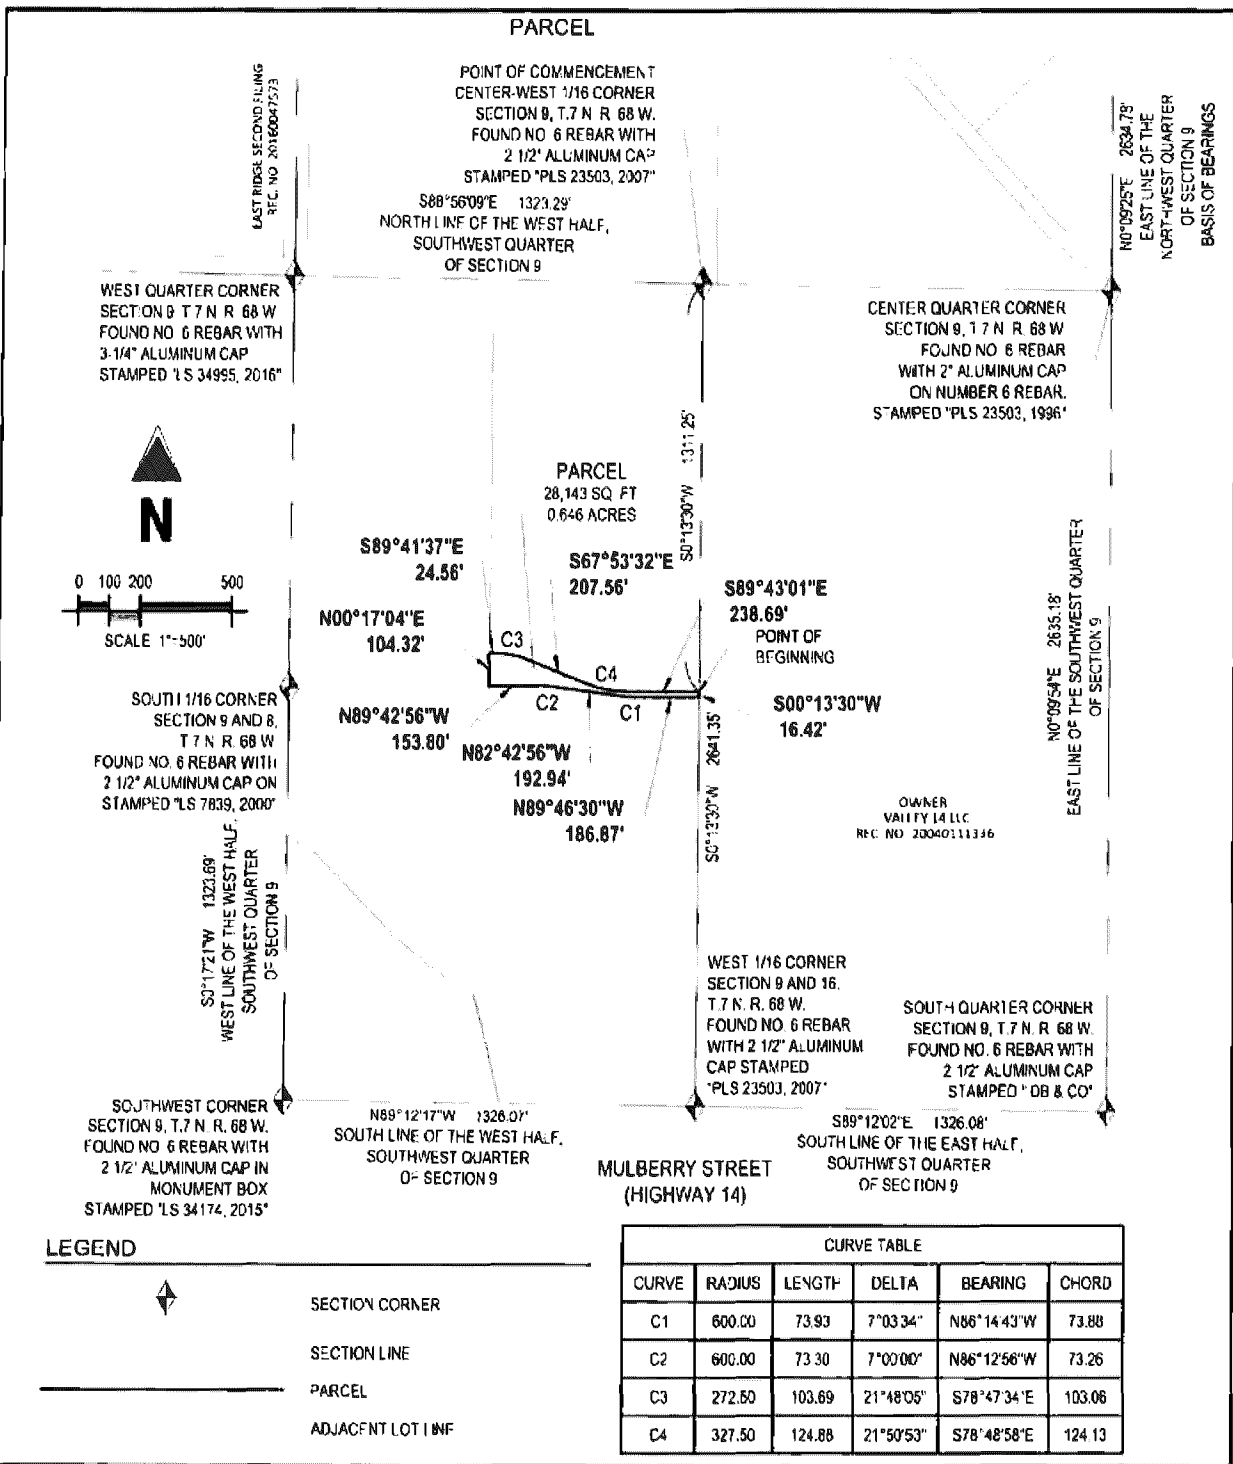 PARCEL
POINT OF COMMENCEMENT
CENTER-WEST 1/16 CORNER
SECTION 9, T.7 N R 68 W.
FOUND NO 6 REBAR WITH
2 1/2" ALUMINUM CAP
STAMPED "PLS 23503, 2007"
S88°56'09"E 1323.29'
NORTH LINE OF THE WEST HALF,
SOUTHWEST QUARTER
OF SECTION 9
EAST RIDGE SECOND FILING
REC. NO 20160047573
N0°09'25"E 2634.79'
EAST LINE OF THE
NORTHWEST QUARTER
OF SECTION 9
BASIS OF BEARINGS
WEST QUARTER CORNER
SECTION 9 T 7 N R 68 W
FOUND NO 6 REBAR WITH
3-1/4" ALUMINUM CAP
STAMPED "LS 34995, 2016"
CENTER QUARTER CORNER
SECTION 9, T 7 N R 68 W
FOUND NO 6 REBAR
WITH 2" ALUMINUM CAP
ON NUMBER 6 REBAR.
STAMPED "PLS 23503, 1996"
N
0 100 200 500
SCALE 1"=500'
S0°13'30"W 1311.25'
PARCEL
28,143 SQ FT
0.646 ACRES
S89°41'37"E
24.56'
S67°53'32"E
207.56'
S89°43'01"E
238.69'
POINT OF
BEGINNING
N00°17'04"E
104.32'
C3
C4
C2
C1
S00°13'30"W
16.42'
N89°42'56"W
153.80'
N82°42'56"W
192.94'
N89°46'30"W
186.87'
S0°13'30"W 2641.35'
N0°09'54"E 2635.18'
EAST LINE OF THE SOUTHWEST QUARTER
OF SECTION 9
SOUTH 1/16 CORNER
SECTION 9 AND 8,
T 7 N R. 68 W
FOUND NO. 6 REBAR WITH
2 1/2" ALUMINUM CAP ON
STAMPED "LS 7839, 2000"
OWNER
VALLEY 14 LLC
REC NO 20040111336
S0°17'21"W 1323.69'
WEST LINE OF THE WEST HALF,
SOUTHWEST QUARTER
OF SECTION 9
WEST 1/16 CORNER
SECTION 9 AND 16,
T.7 N. R. 68 W.
FOUND NO. 6 REBAR
WITH 2 1/2" ALUMINUM
CAP STAMPED
"PLS 23503, 2007"
SOUTH QUARTER CORNER
SECTION 9, T.7 N. R 68 W.
FOUND NO. 6 REBAR WITH
2 1/2" ALUMINUM CAP
STAMPED " DB & CO"
SOUTHWEST CORNER
SECTION 9, T.7 N. R. 68 W.
FOUND NO 6 REBAR WITH
2 1/2" ALUMINUM CAP IN
MONUMENT BOX
STAMPED "LS 34174, 2015"
N89°12'17"W 1326.07'
SOUTH LINE OF THE WEST HALF,
SOUTHWEST QUARTER
OF SECTION 9
S89°12'02"E 1326.08'
SOUTH LINE OF THE EAST HALF,
SOUTHWEST QUARTER
OF SECTION 9
MULBERRY STREET
(HIGHWAY 14)
LEGEND
SECTION CORNER
SECTION LINE
PARCEL
ADJACENT LOT LINE
CURVE TABLE
CURVE RADIUS LENGTH DELTA BEARING CHORD
C1 600.00 73.93 7°03'34" N86°14'43"W 73.88
C2 600.00 73.30 7°00'00" N86°12'56"W 73.26
C3 272.50 103.69 21°48'05" S78°47'34"E 103.06
C4 327.50 124.88 21°50'53" S78°48'58"E 124.13